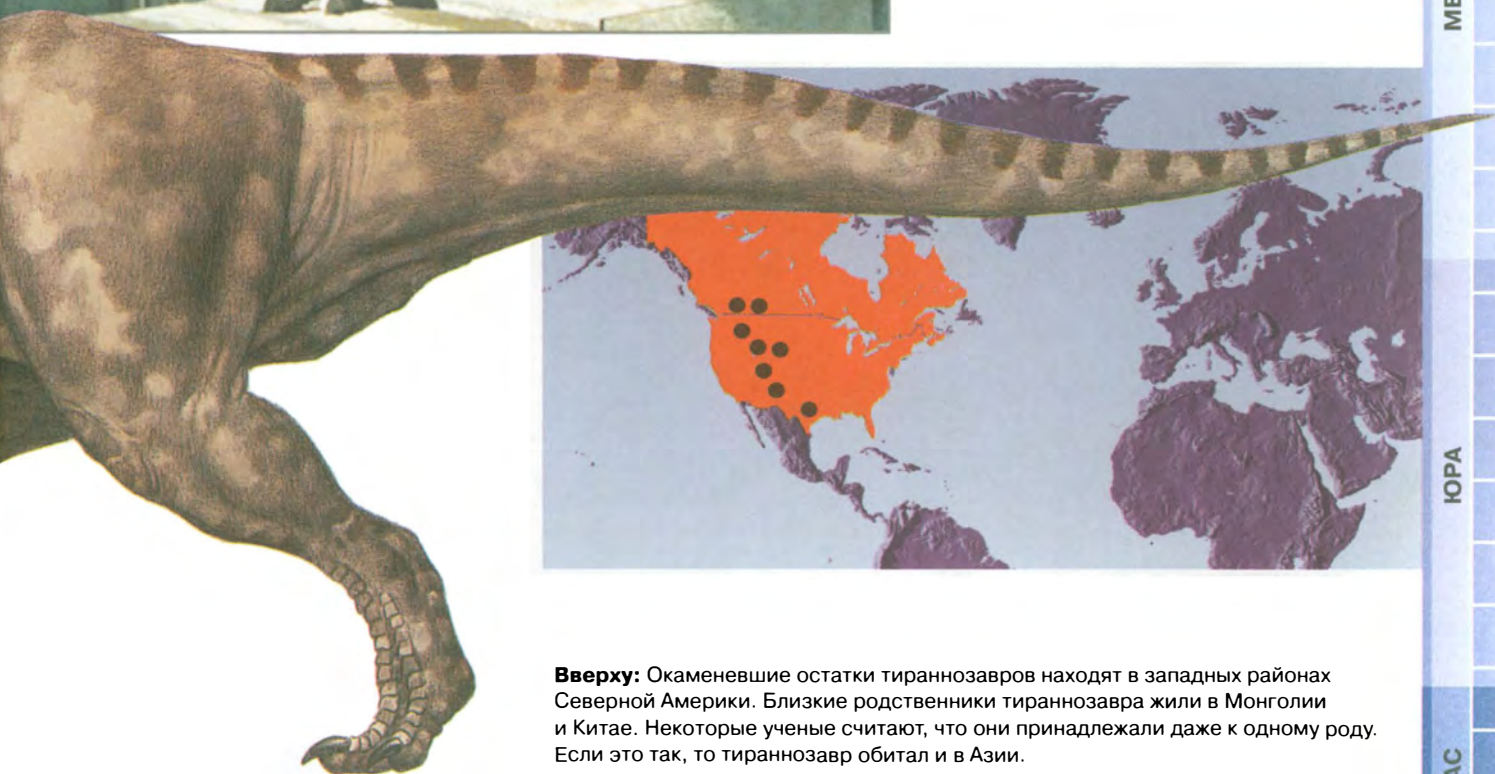 Вверху: Окаменевшие остатки тираннозавров находят в западных районах
Северной Америки. Близкие родственники тираннозавра жили в Монголии
и Китае. Некоторые ученые считают, что они принадлежали даже к одному роду.
Если это так, то тираннозавр обитал и в Азии.
ЮРА